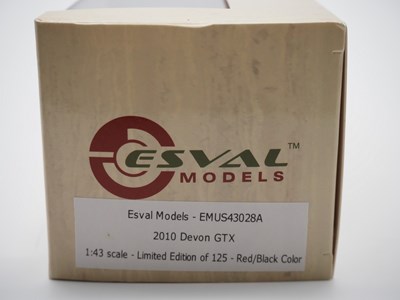 ESVAL™
MODELS
Esval Models - EMUS43028A
2010 Devon GTX
1:43 scale - Limited Edition of 125 - Red/Black Color